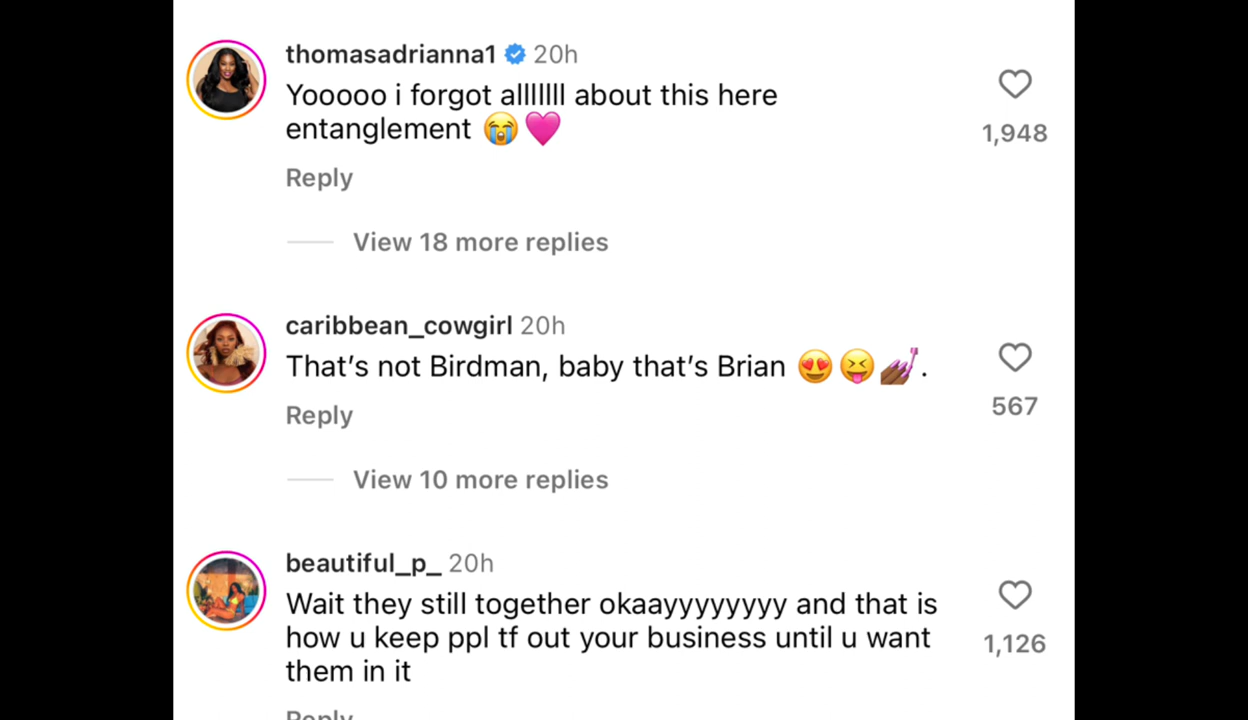 thomasadrianna1 20h
Yooooo i forgot alllllll about this here
entanglement 😭🩷
1,948
Reply
View 18 more replies
caribbean_cowgirl 20h
That's not Birdman, baby that's Brian 😍😝💅🏾.
567
Reply
View 10 more replies
beautiful_p_ 20h
Wait they still together okaayyyyyyyy and that is
how u keep ppl tf out your business until u want
them in it
1,126
Reply